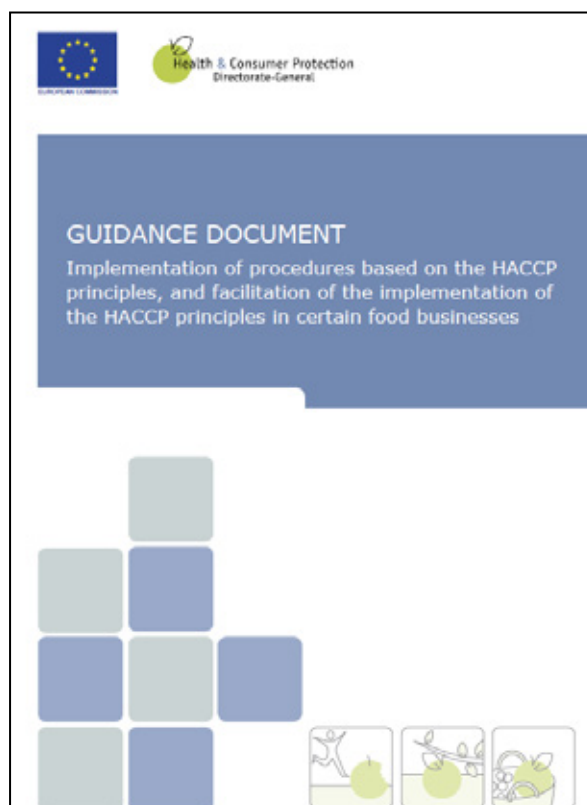 Health & Consumer Protection
Directorate-General
EUROPEAN COMMISSION
GUIDANCE DOCUMENT
Implementation of procedures based on the HACCP
principles, and facilitation of the implementation of
the HACCP principles in certain food businesses